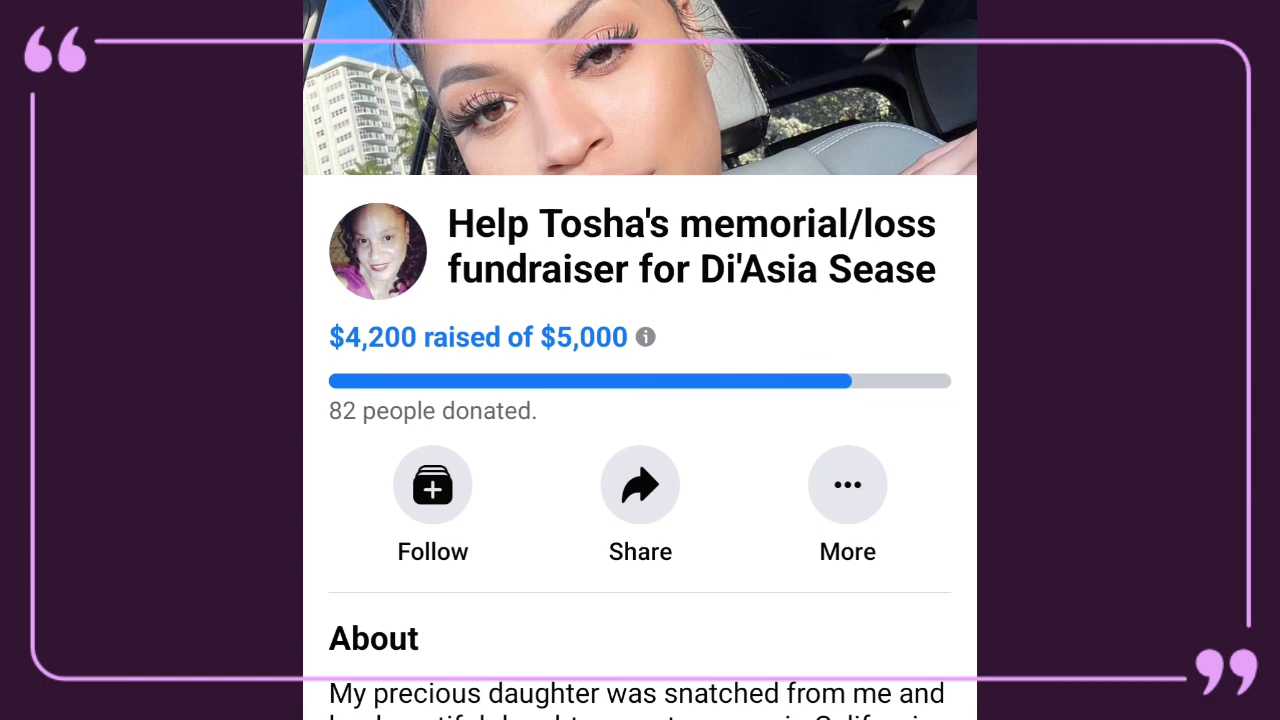 Help Tosha's memorial/loss
fundraiser for Di'Asia Sease
$4,200 raised of $5,000
82 people donated.
Follow Share More
About
My precious daughter was snatched from me and